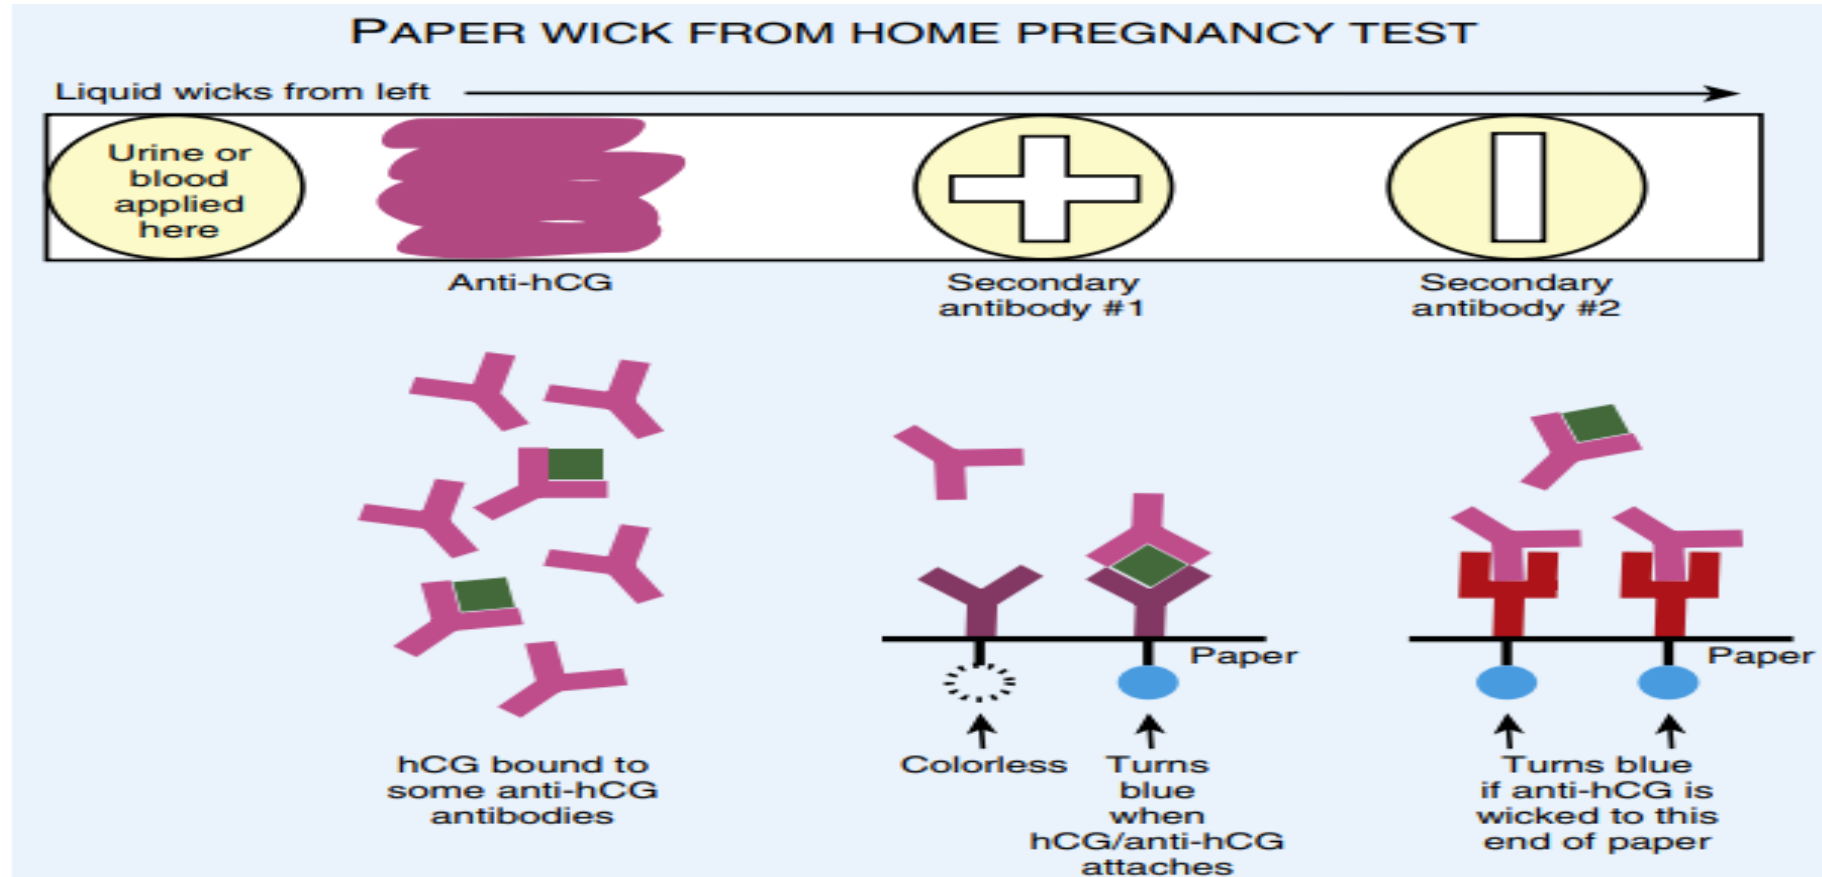 PAPER WICK FROM HOME PREGNANCY TEST
Liquid wicks from left
Urine or
blood
applied
here
Anti-hCG
Secondary
antibody #1
Secondary
antibody #2
Paper
Paper
hCG bound to
some anti-hCG
antibodies
Colorless
Turns
blue
when
hCG/anti-hCG
attaches
Turns blue
if anti-hCG is
wicked to this
end of paper